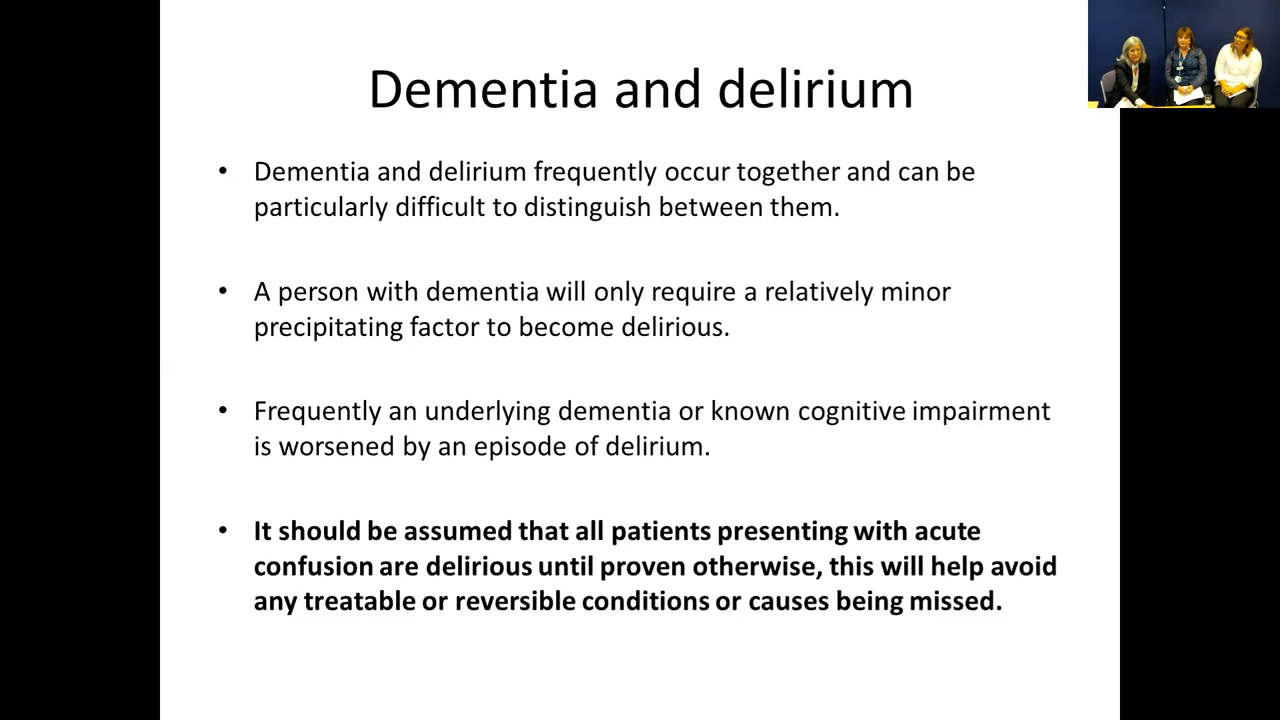 Dementia and delirium
• Dementia and delirium frequently occur together and can be
particularly difficult to distinguish between them.
• A person with dementia will only require a relatively minor
precipitating factor to become delirious.
• Frequently an underlying dementia or known cognitive impairment
is worsened by an episode of delirium.
• It should be assumed that all patients presenting with acute
confusion are delirious until proven otherwise, this will help avoid
any treatable or reversible conditions or causes being missed.